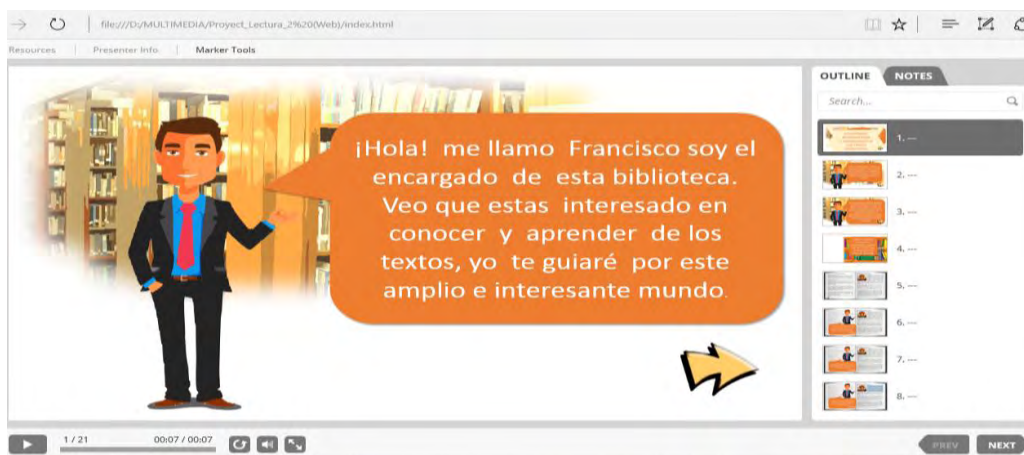 file:///D:/MULTIMEDIA/Proyect_Lectura_2%20(Web)/index.html
Resources | Presenter Info | Marker Tools
OUTLINE NOTES
Search...
¡Hola! me llamo Francisco soy el
encargado de esta biblioteca.
Veo que estas interesado en
conocer y aprender de los
textos, yo te guiaré por este
amplio e interesante mundo.
1. —
2. —
3. —
4. —
5. —
6. —
7. —
8. —
1 / 21 00:07 / 00:07
PREV NEXT